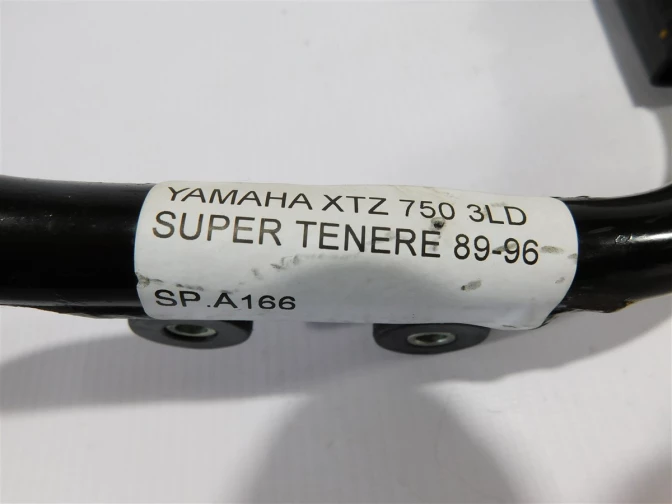 YAMAHA XTZ 750 3LD
SUPER TENERE 89-96
SP.A166